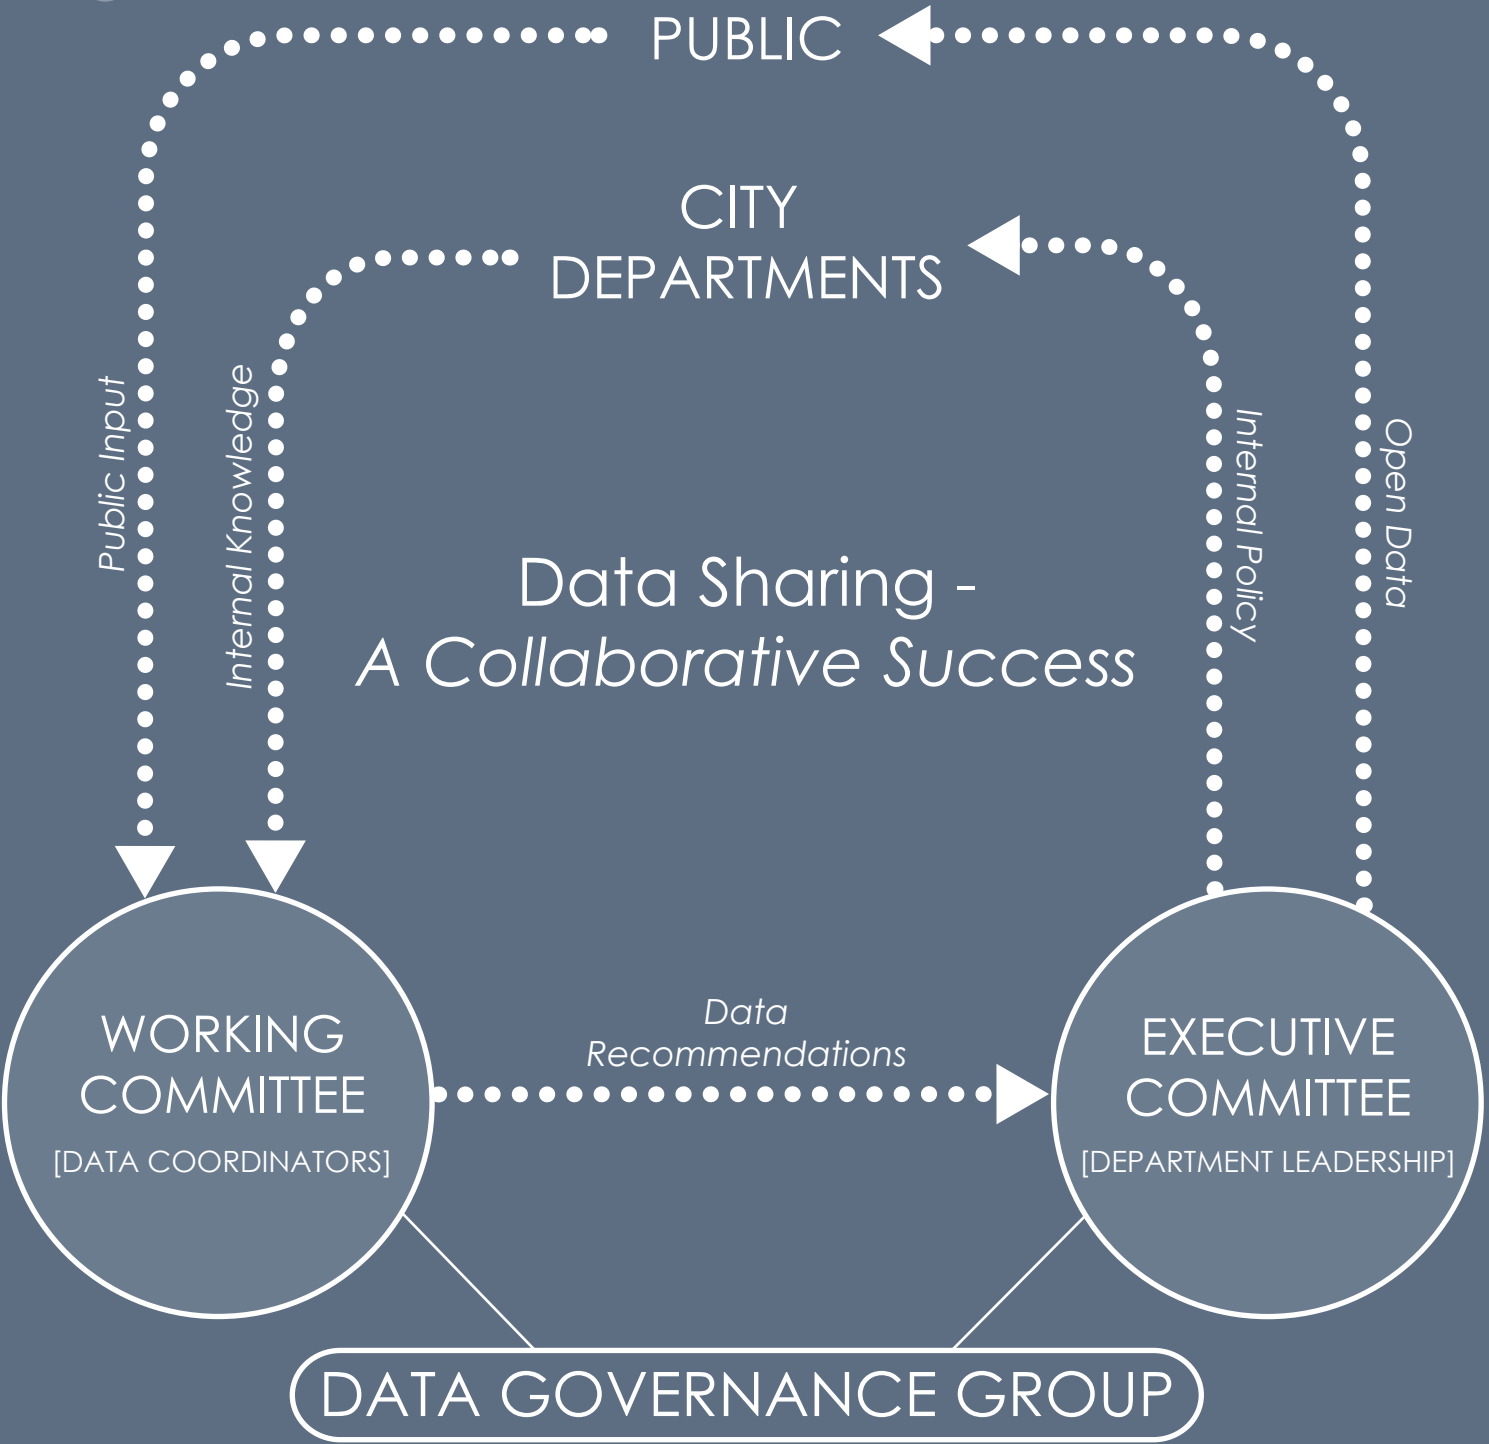 PUBLIC
CITY
DEPARTMENTS
Public Input
Internal Knowledge
Internal Policy
Open Data
Data Sharing -
A Collaborative Success
Data
Recommendations
WORKING
COMMITTEE
[DATA COORDINATORS]
EXECUTIVE
COMMITTEE
[DEPARTMENT LEADERSHIP]
DATA GOVERNANCE GROUP